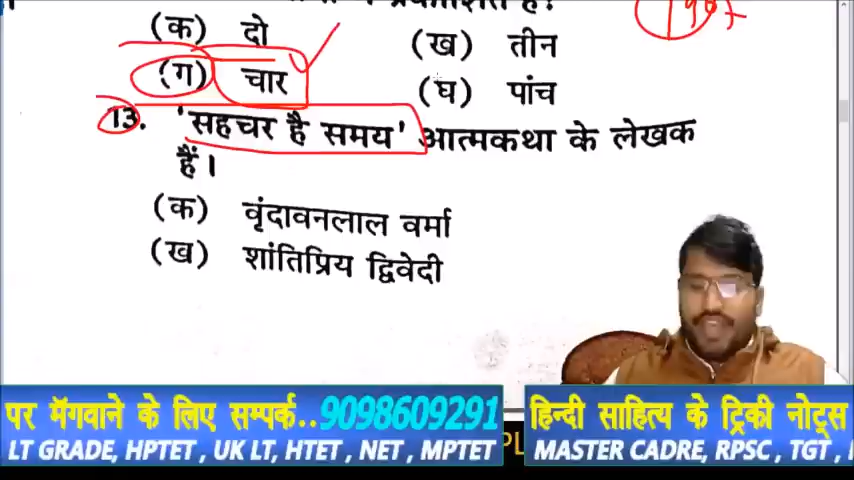 (क) दो
(ख) तीन
(ग) चार
(घ) पांच
13. 'सहचर है समय' आत्मकथा के लेखक
हैं।
(क) वृंदावनलाल वर्मा
(ख) शांतिप्रिय द्विवेदी
पर मॅगवाने के लिए सम्पर्क..9098609291
हिन्दी साहित्य के ट्रिकी नोट्स
LT GRADE, HPTET , UK LT, HTET , NET , MPTET
MASTER CADRE, RPSC , TGT ,